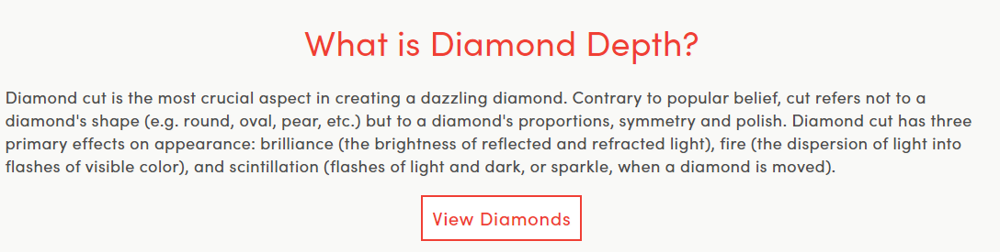 What is Diamond Depth?
Diamond cut is the most crucial aspect in creating a dazzling diamond. Contrary to popular belief, cut refers not to a
diamond's shape (e.g. round, oval, pear, etc.) but to a diamond's proportions, symmetry and polish. Diamond cut has three
primary effects on appearance: brilliance (the brightness of reflected and refracted light), fire (the dispersion of light into
flashes of visible color), and scintillation (flashes of light and dark, or sparkle, when a diamond is moved).
View Diamonds